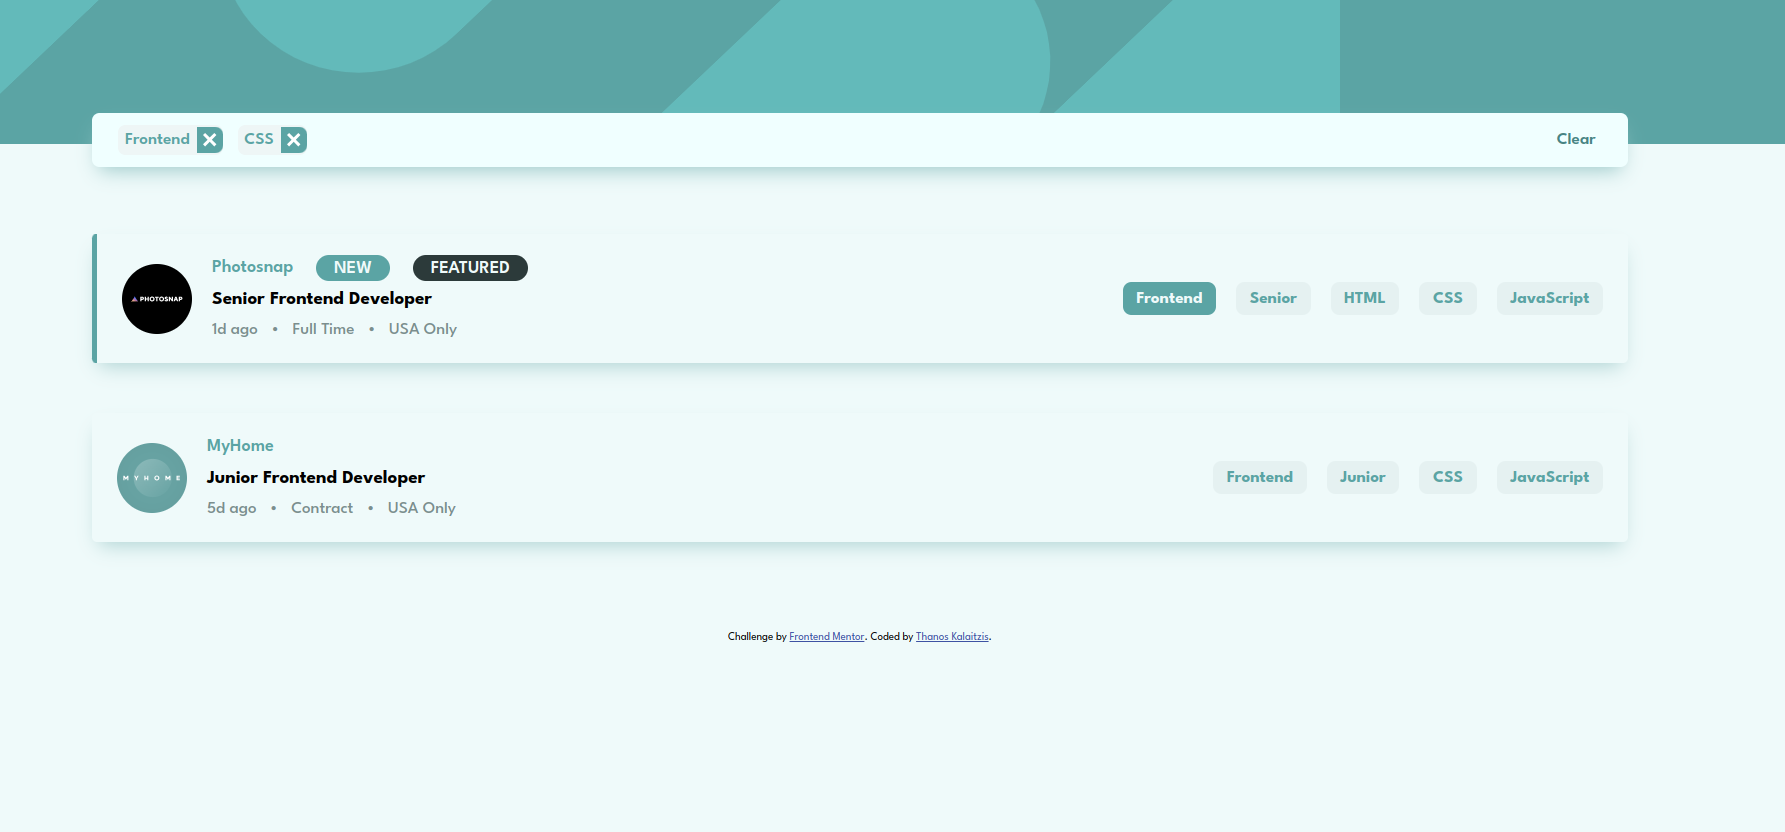 Frontend CSS Clear
Photosnap NEW FEATURED
PHOTOSNAP
Senior Frontend Developer
1d ago • Full Time • USA Only
Frontend Senior HTML CSS JavaScript
MyHome
MYHOME
Junior Frontend Developer
5d ago • Contract • USA Only
Frontend Junior CSS JavaScript
Challenge by Frontend Mentor. Coded by Thanos Kalaitzis.